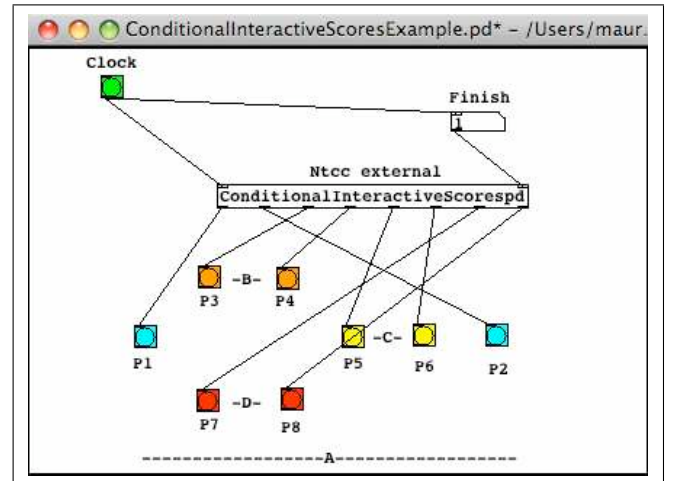 ConditionalInteractiveScoresExample.pd* - /Users/maur.
Clock
Finish
1
Ntcc external
ConditionalInteractiveScorespd
-B-
P3 P4
-C-
P1 P5 P6 P2
-D-
P7 P8
------------------A------------------